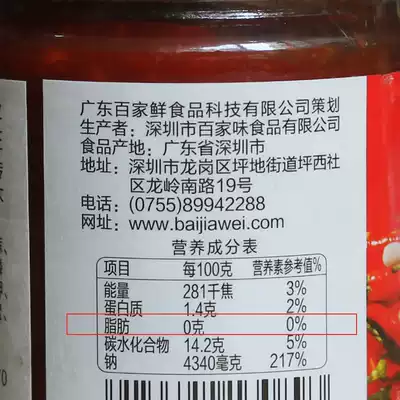 广东百家鲜食品科技有限公司策划
生产者：深圳市百家味食品有限公司
食品产地：广东省深圳市
地址：深圳市龙岗区坪地街道坪西社
区龙岭南路19号
电话：(0755)89942288
网址：www.baijiawei.com
营养成分表
项目 每100克 营养素参考值%
能量 281千焦 3%
蛋白质 1.4克 2%
脂肪 0克 0%
碳水化合物 14.2克 5%
钠 4340毫克 217%